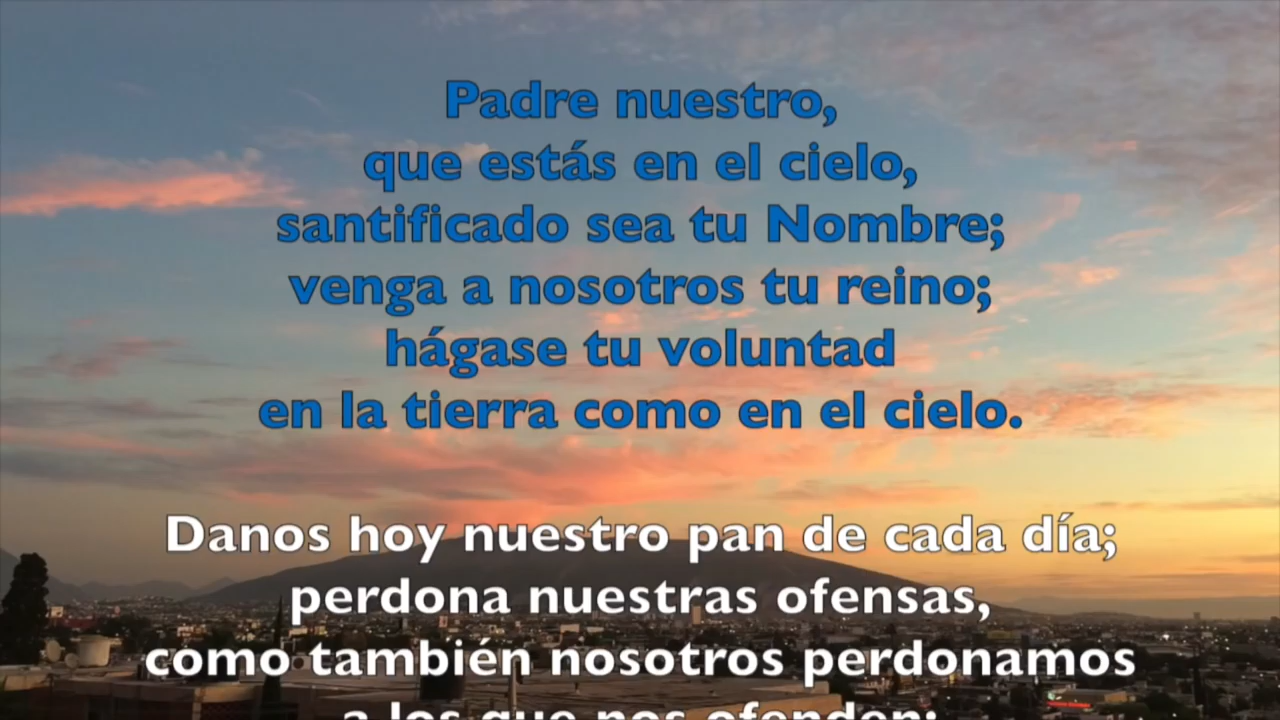 Padre nuestro,
que estás en el cielo,
santificado sea tu Nombre;
venga a nosotros tu reino;
hágase tu voluntad
en la tierra como en el cielo.
Danos hoy nuestro pan de cada día;
perdona nuestras ofensas,
como también nosotros perdonamos
a los que nos ofenden;